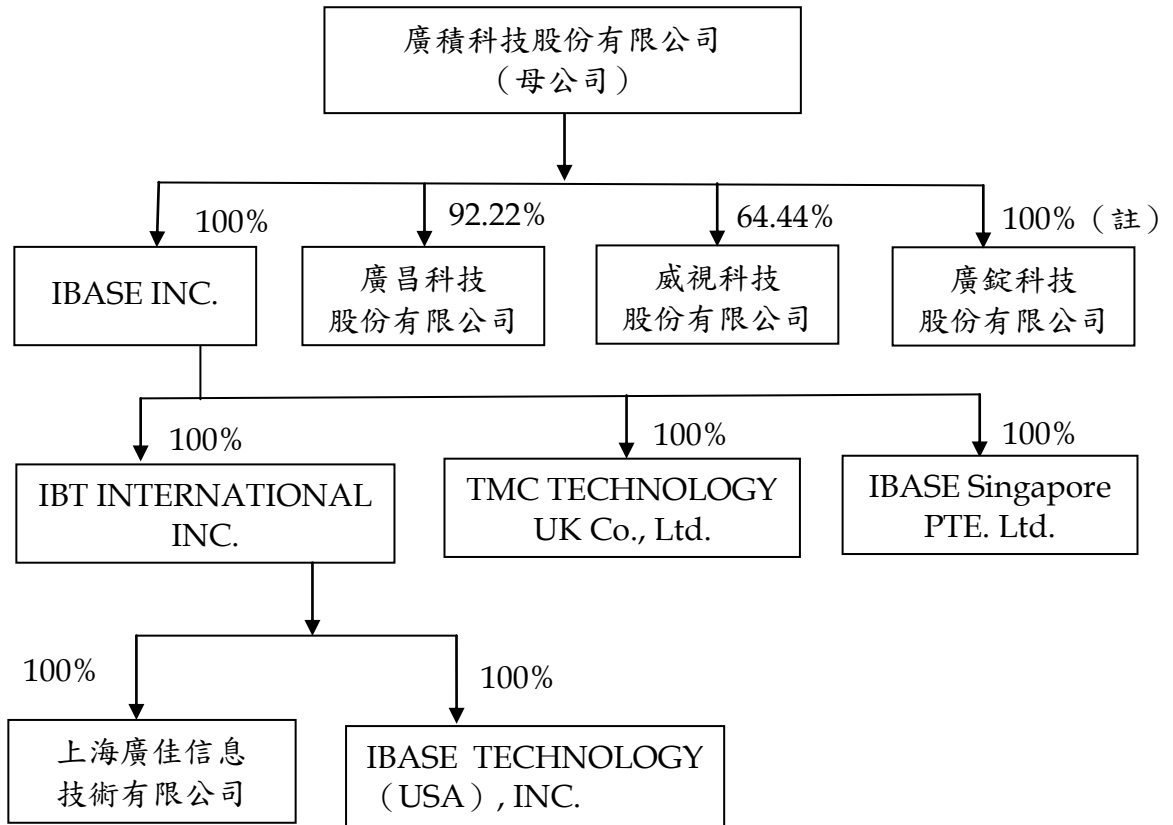 廣積科技股份有限公司
（母公司）
100%
92.22%
64.44%
100%（註）
IBASE INC.
廣昌科技
股份有限公司
威視科技
股份有限公司
廣錠科技
股份有限公司
100%
100%
100%
IBT INTERNATIONAL
INC.
TMC TECHNOLOGY
UK Co., Ltd.
IBASE Singapore
PTE. Ltd.
100%
100%
上海廣佳信息
技術有限公司
IBASE TECHNOLOGY
（USA）, INC.